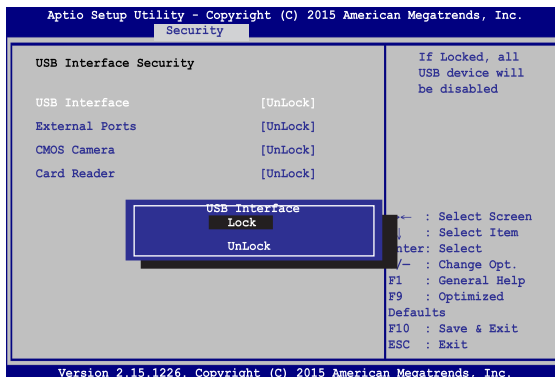 Aptio Setup Utility - Copyright (C) 2015 American Megatrends, Inc.
Security
USB Interface Security
USB Interface [UnLock]
External Ports [UnLock]
CMOS Camera [UnLock]
Card Reader [UnLock]
If Locked, all
USB device will
be disabled
USB Interface
Lock
UnLock
← : Select Screen
↓ : Select Item
nter: Select
/— : Change Opt.
F1 : General Help
F9 : Optimized
Defaults
F10 : Save & Exit
ESC : Exit
Version 2.15.1226. Copyright (C) 2015 American Megatrends, Inc.